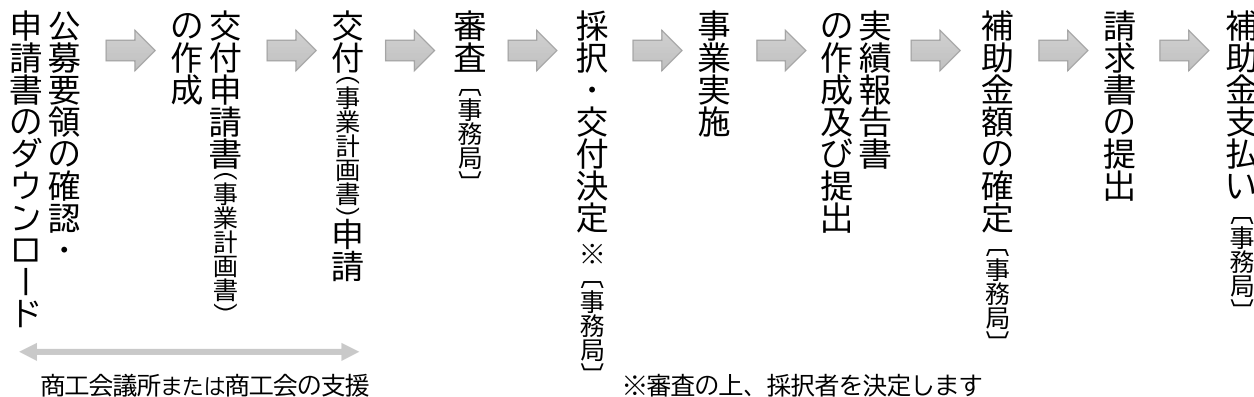 公募要領の確認・
申請書のダウンロード
交付申請書(事業計画書)
の作成
交付(事業計画書)申請
審査〔事務局〕
採択・交付決定※〔事務局〕
事業実施
実績報告書
の作成及び提出
補助金額の確定〔事務局〕
請求書の提出
補助金支払い〔事務局〕
商工会議所または商工会の支援
※審査の上、採択者を決定します